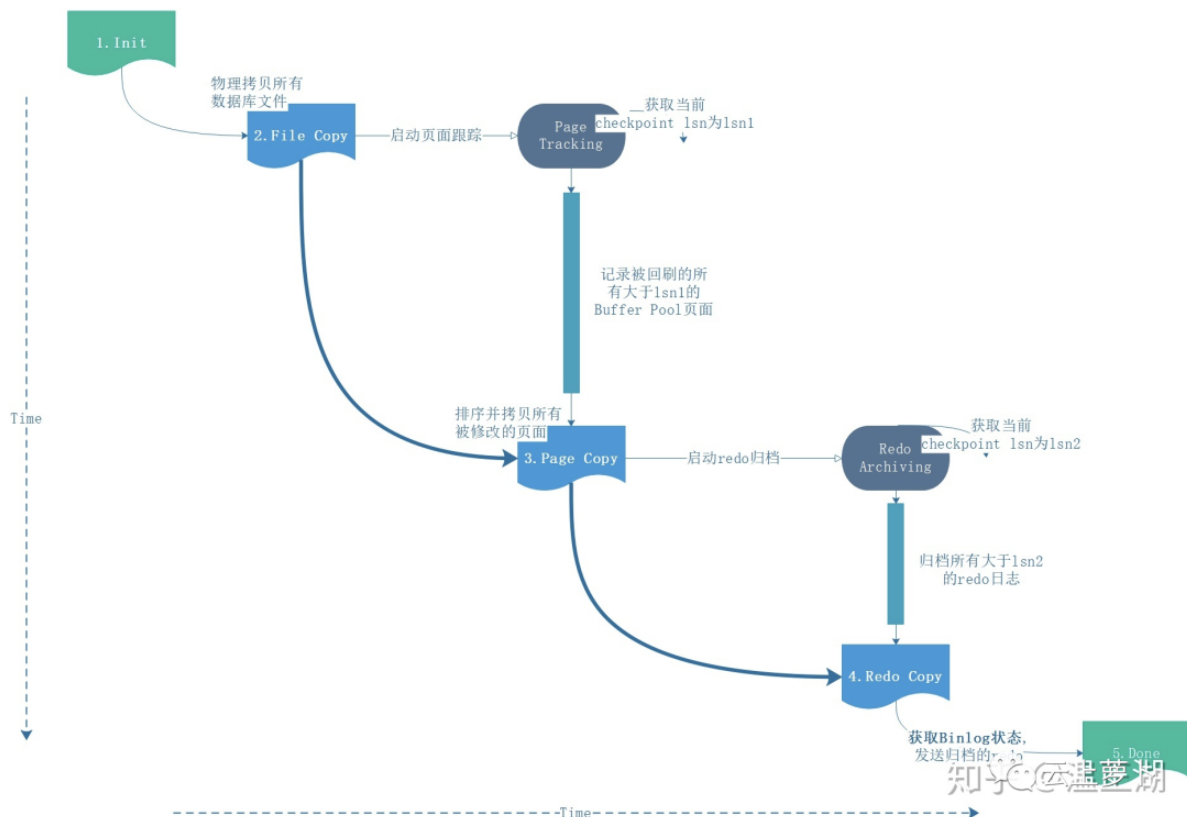 1.Init
物理拷贝所有
数据库文件
2.File Copy
启动页面跟踪
Page
Tracking
获取当前
checkpoint lsn为lsn1
记录被回刷的所
有大于lsn1的
Buffer Pool页面
Time
排序并拷贝所有
被修改的页面
3.Page Copy
启动redo归档
Redo
Archiving
获取当前
checkpoint lsn为lsn2
归档所有大于lsn2
的redo日志
4.Redo Copy
获取Binlog状态,
发送归档的redo
5.Done
知乎
Time